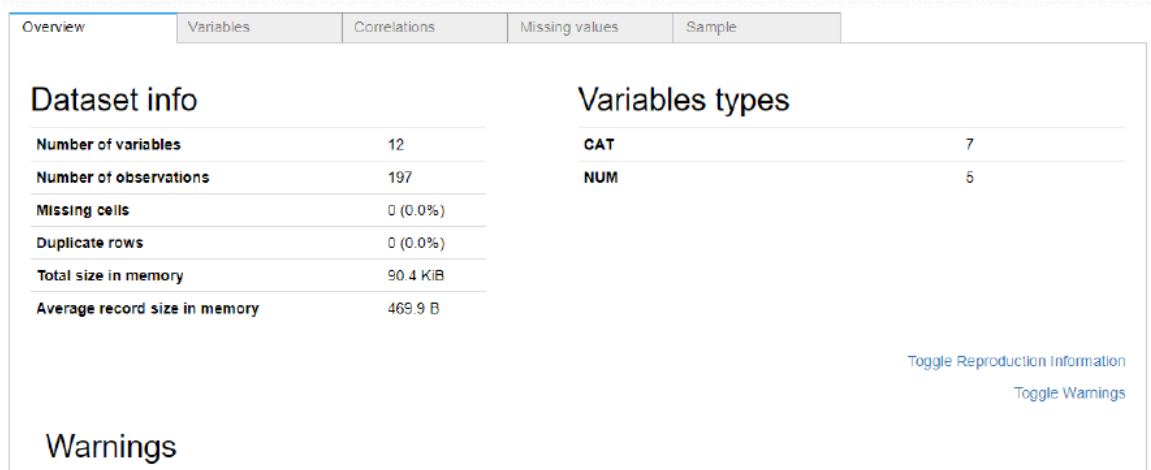 Overview Variables Correlations Missing values Sample
Dataset info
Number of variables 12
Number of observations 197
Missing cells 0 (0.0%)
Duplicate rows 0 (0.0%)
Total size in memory 90.4 KiB
Average record size in memory 469.9 B
Variables types
CAT 7
NUM 5
Toggle Reproduction Information
Toggle Warnings
Warnings